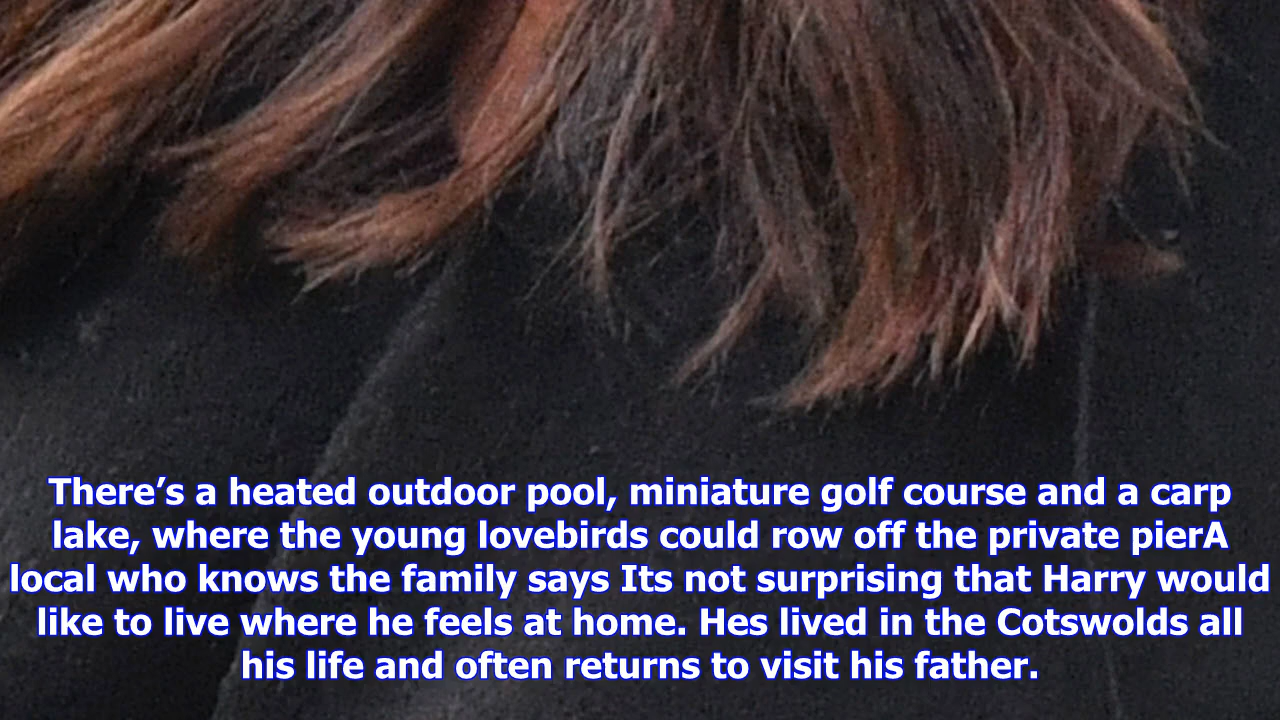 There’s a heated outdoor pool, miniature golf course and a carp
lake, where the young lovebirds could row off the private pierA
local who knows the family says Its not surprising that Harry would
like to live where he feels at home. Hes lived in the Cotswolds all
his life and often returns to visit his father.